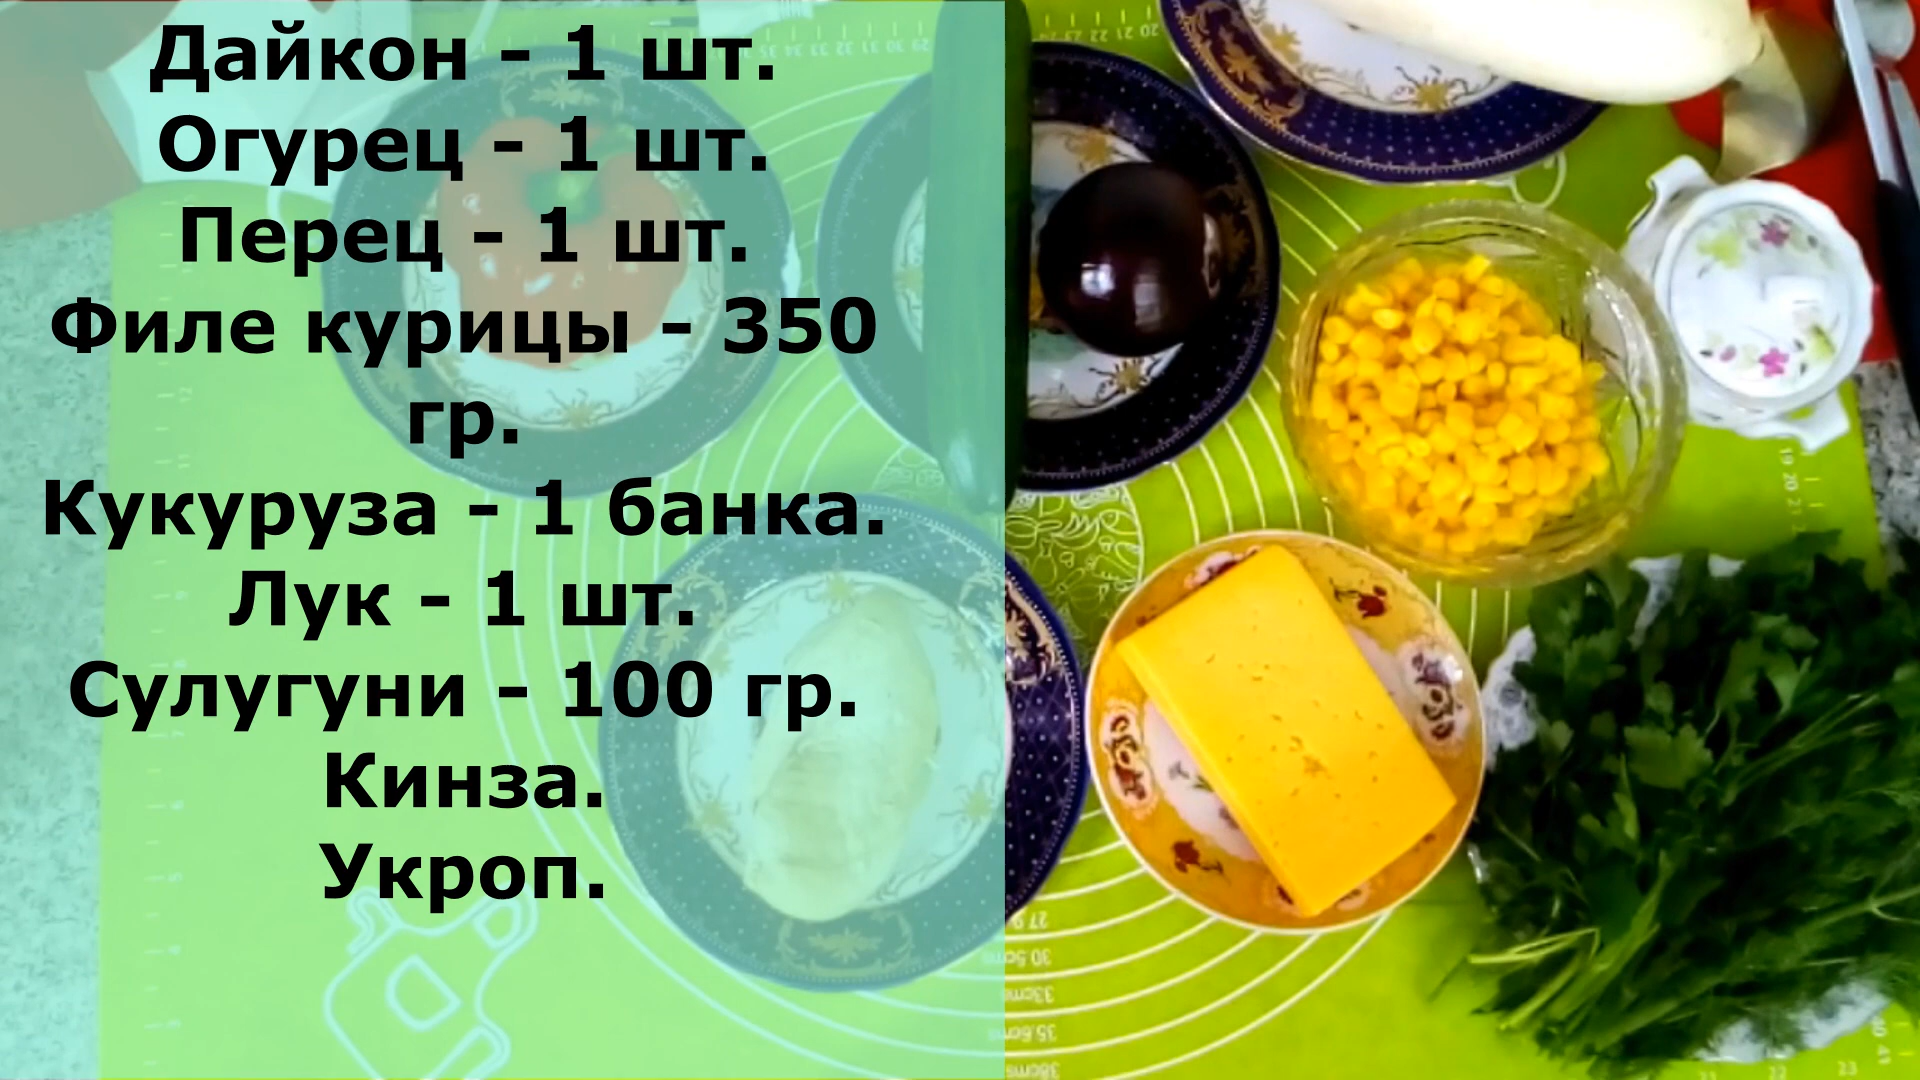 Дайкон - 1 шт.
Огурец - 1 шт.
Перец - 1 шт.
Филе курицы - 350
гр.
Кукуруза - 1 банка.
Лук - 1 шт.
Сулугуни - 100 гр.
Кинза.
Укроп.